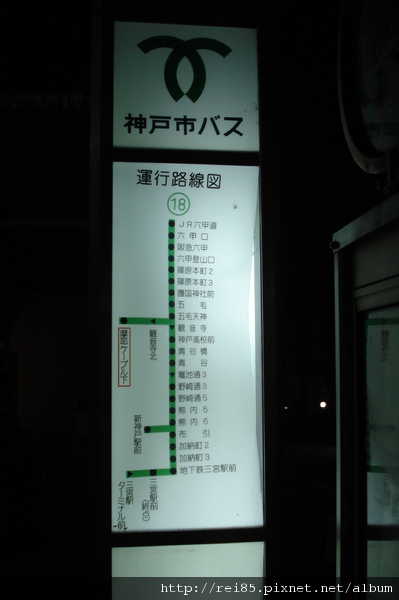 神戸市バス
運行路線図
18
JR六甲道
六甲口
阪急六甲
六甲登山口
篠原本町2
篠原本町3
護国神社前
五毛
五毛天神
観音寺
神戸高校前
青谷橋
青谷
篭池通3
野崎通3
野崎通5
熊内5
熊内6
布引
加納町2
加納町3
地下鉄三宮駅前
観音寺北
摩耶ケーブル下
新神戸駅前
三宮駅前
(終点)
三宮駅
ターミナル前
http://rei85.pixnet.net/album